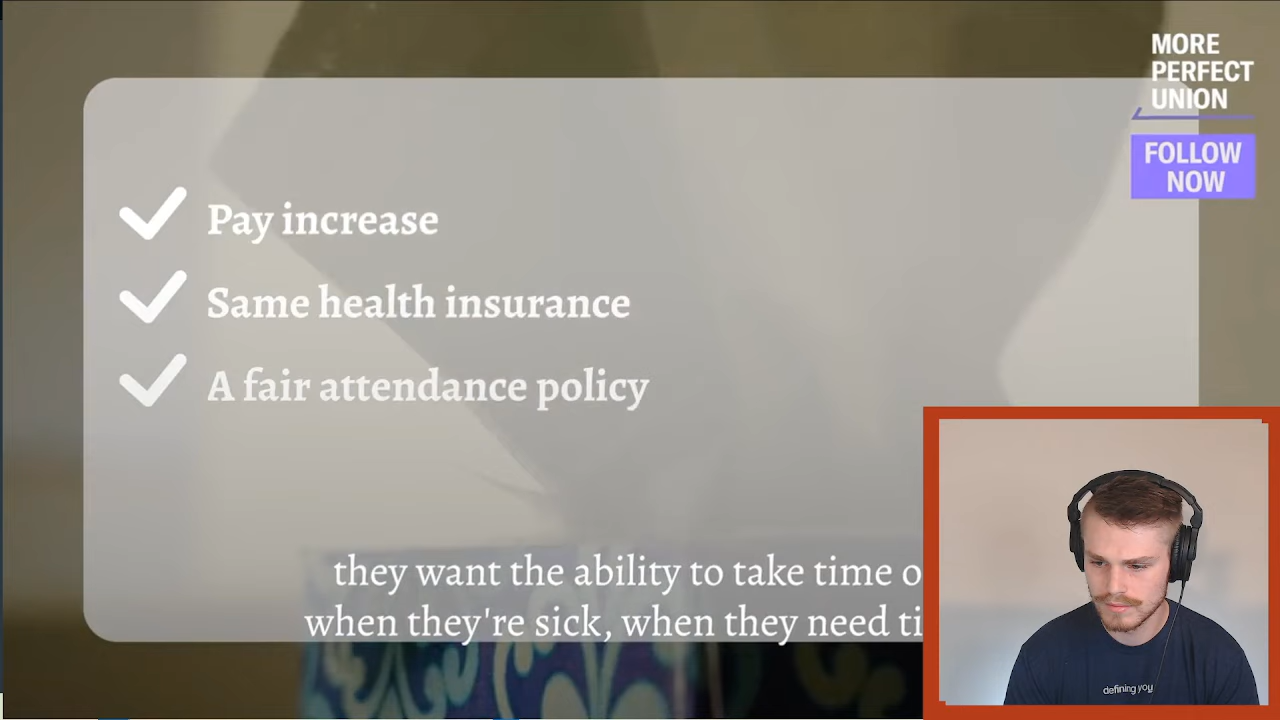 MORE
PERFECT
UNION
FOLLOW
NOW
Pay increase
Same health insurance
A fair attendance policy
they want the ability to take time
when they're sick, when they need
defining you